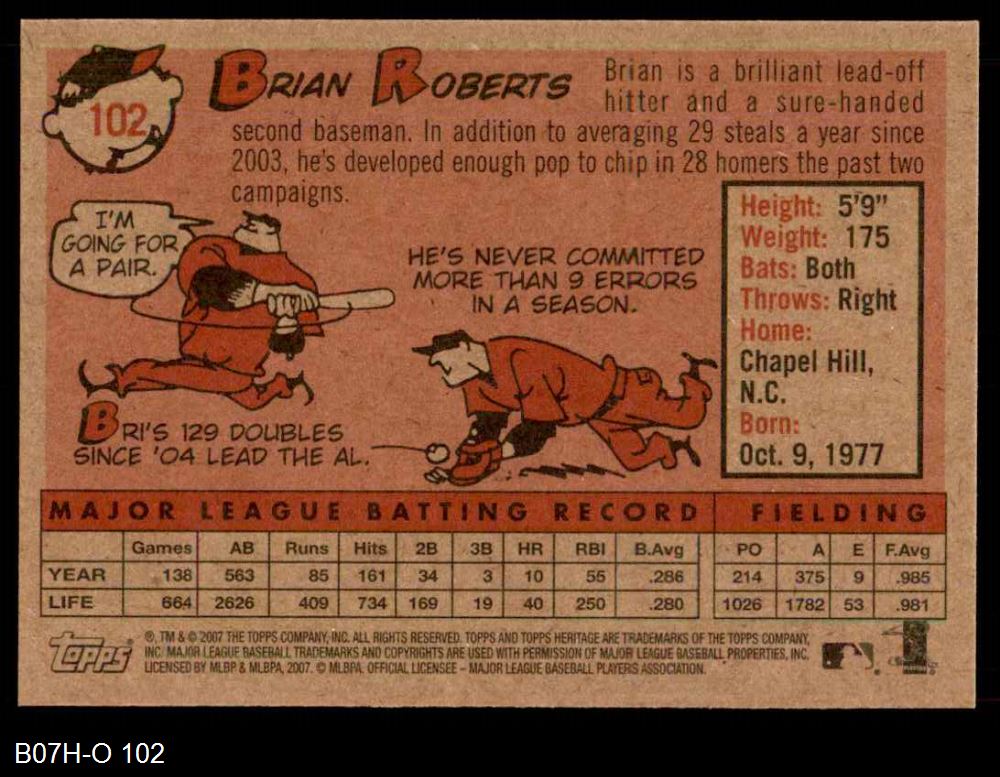 102
BRIAN ROBERTS
Brian is a brilliant lead-off
hitter and a sure-handed
second baseman. In addition to averaging 29 steals a year since
2003, he's developed enough pop to chip in 28 homers the past two
campaigns.
I'M
GOING FOR
A PAIR.
HE'S NEVER COMMITTED
MORE THAN 9 ERRORS
IN A SEASON.
BRI'S 129 DOUBLES
SINCE '04 LEAD THE AL.
Height: 5'9"
Weight: 175
Bats: Both
Throws: Right
Home:
Chapel Hill,
N.C.
Born:
Oct. 9, 1977
MAJOR LEAGUE BATTING RECORD FIELDING
Games AB Runs Hits 2B 3B HR RBI B.Avg PO A E F.Avg
YEAR 138 563 85 161 34 3 10 55 .286 214 375 9 .985
LIFE 664 2626 409 734 169 19 40 250 .280 1026 1782 53 .981
Topps
®, TM & © 2007 THE TOPPS COMPANY, INC. ALL RIGHTS RESERVED. TOPPS AND TOPPS HERITAGE ARE TRADEMARKS OF THE TOPPS COMPANY,
INC. MAJOR LEAGUE BASEBALL TRADEMARKS AND COPYRIGHTS ARE USED WITH PERMISSION OF MAJOR LEAGUE BASEBALL PROPERTIES, INC.
LICENSED BY MLBP & MLBPA, 2007. © MLBPA. OFFICIAL LICENSEE – MAJOR LEAGUE BASEBALL PLAYERS ASSOCIATION.
B07H-O 102